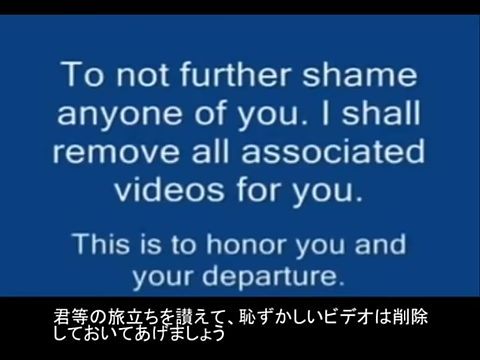 To not further shame
anyone of you. I shall
remove all associated
videos for you.
This is to honor you and
your departure.
君等の旅立ちを讃えて、恥ずかしいビデオは削除
しておいてあげましょう